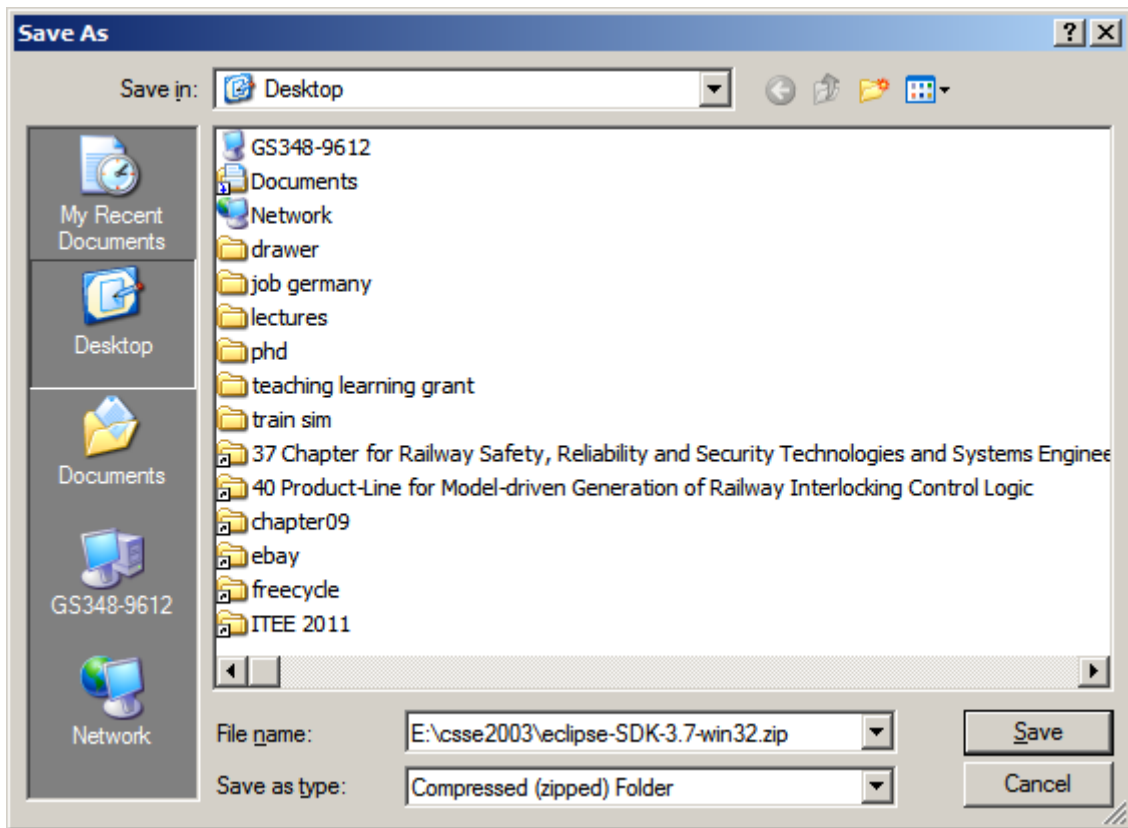 Save As
Save in: Desktop
My Recent Documents
Desktop
Documents
GS348-9612
Network
GS348-9612
Documents
Network
drawer
job germany
lectures
phd
teaching learning grant
train sim
37 Chapter for Railway Safety, Reliability and Security Technologies and Systems Enginee
40 Product-Line for Model-driven Generation of Railway Interlocking Control Logic
chapter09
ebay
freecycle
ITEE 2011
File name: E:\csse2003\eclipse-SDK-3.7-win32.zip Save
Save as type: Compressed (zipped) Folder Cancel